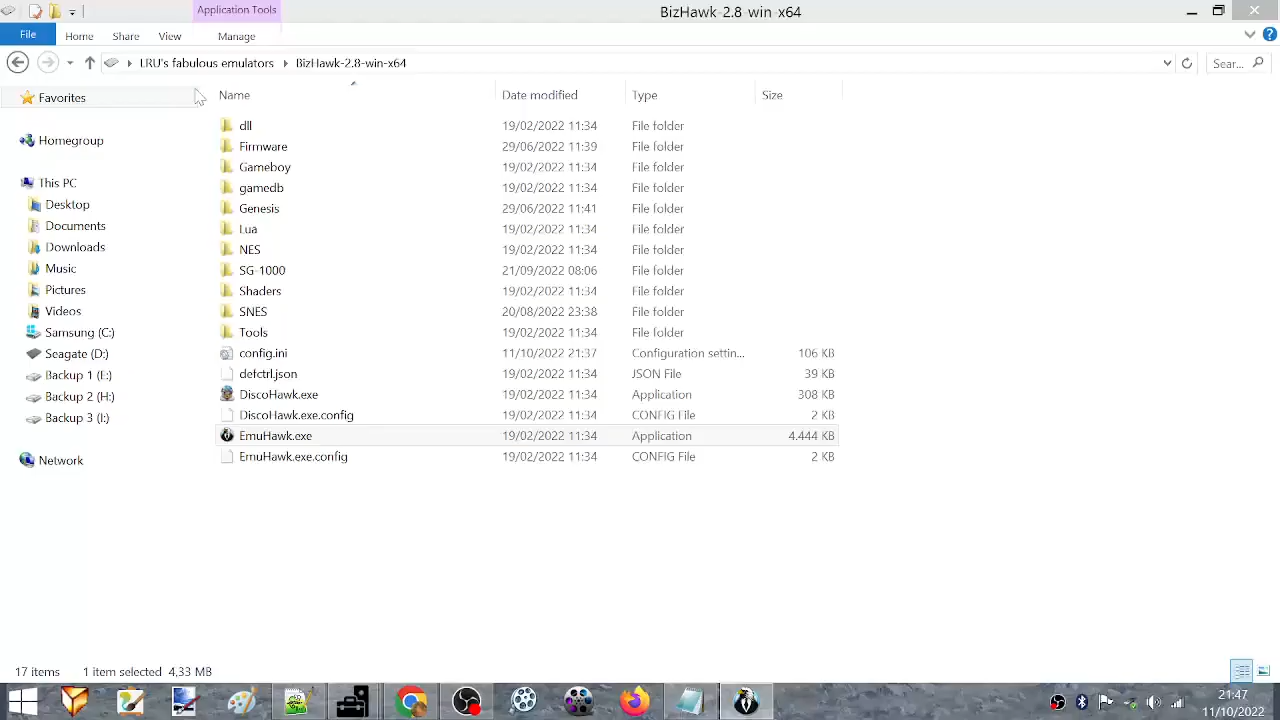 Application Tools
BizHawk-2.8-win-x64
File Home Share View Manage
LRU's fabulous emulators BizHawk-2.8-win-x64 Sear...
Favorites
Homegroup
This PC
Desktop
Documents
Downloads
Music
Pictures
Videos
Samsung (C:)
Seagate (D:)
Backup 1 (E:)
Backup 2 (H:)
Backup 3 (I:)
Network
Name Date modified Type Size
dll 19/02/2022 11:34 File folder
Firmware 29/06/2022 11:39 File folder
Gameboy 19/02/2022 11:34 File folder
gamedb 19/02/2022 11:34 File folder
Genesis 29/06/2022 11:41 File folder
Lua 19/02/2022 11:34 File folder
NES 19/02/2022 11:34 File folder
SG-1000 21/09/2022 08:06 File folder
Shaders 19/02/2022 11:34 File folder
SNES 20/08/2022 23:38 File folder
Tools 19/02/2022 11:34 File folder
config.ini 11/10/2022 21:37 Configuration settin... 106 KB
defctrl.json 19/02/2022 11:34 JSON File 39 KB
DiscoHawk.exe 19/02/2022 11:34 Application 308 KB
DiscoHawk.exe.config 19/02/2022 11:34 CONFIG File 2 KB
EmuHawk.exe 19/02/2022 11:34 Application 4.444 KB
EmuHawk.exe.config 19/02/2022 11:34 CONFIG File 2 KB
17 items 1 item selected 4,33 MB
21:47
11/10/2022